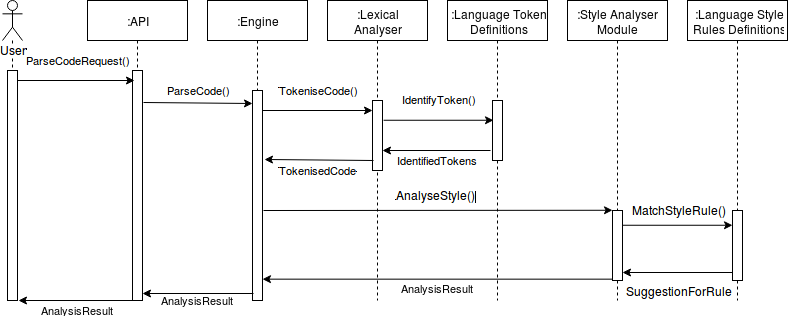 :API
:Engine
:Lexical
Analyser
:Language Token
Definitions
:Style Analyser
Module
:Language Style
Rules Definitions
User
ParseCodeRequest()
ParseCode()
TokeniseCode()
IdentifyToken()
IdentifiedTokens
TokenisedCode
.AnalyseStyle()
MatchStyleRule()
SuggestionForRule
AnalysisResult
AnalysisResult
AnalysisResult